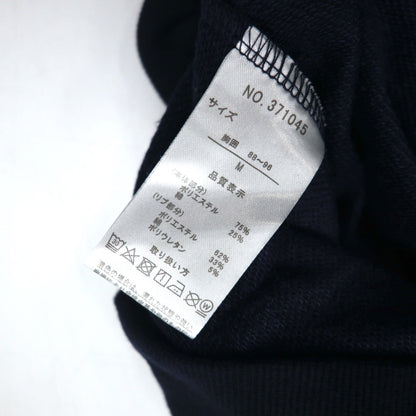 NO. 371045
サイズ
胸囲 88～96
M
品質表示
(本体部分)
ポリエステル 75%
綿 25%
(リブ部分)
ポリエステル 62%
綿 33%
ポリウレタン 5%
取り扱い方